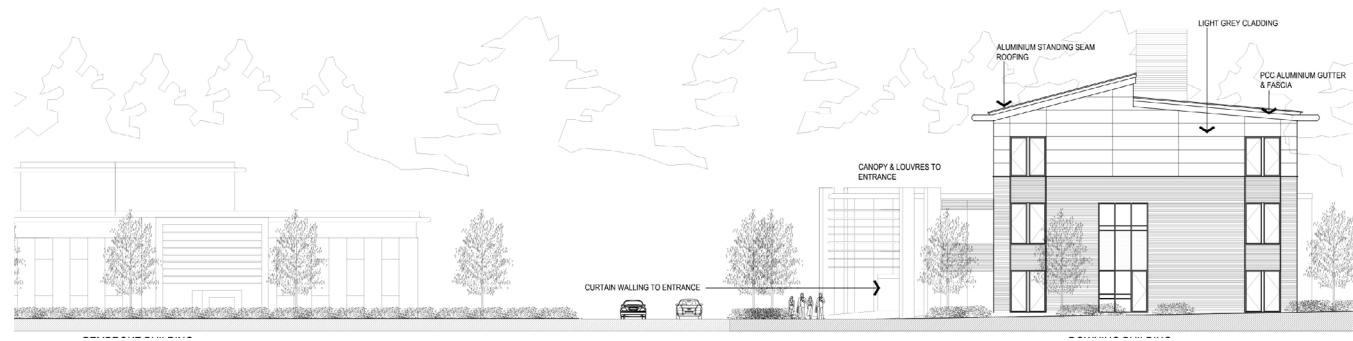 LIGHT GREY CLADDING
ALUMINIUM STANDING SEAM
ROOFING
PCC ALUMINIUM GUTTER
& FASCIA
CANOPY & LOUVRES TO
ENTRANCE
CURTAIN WALLING TO ENTRANCE